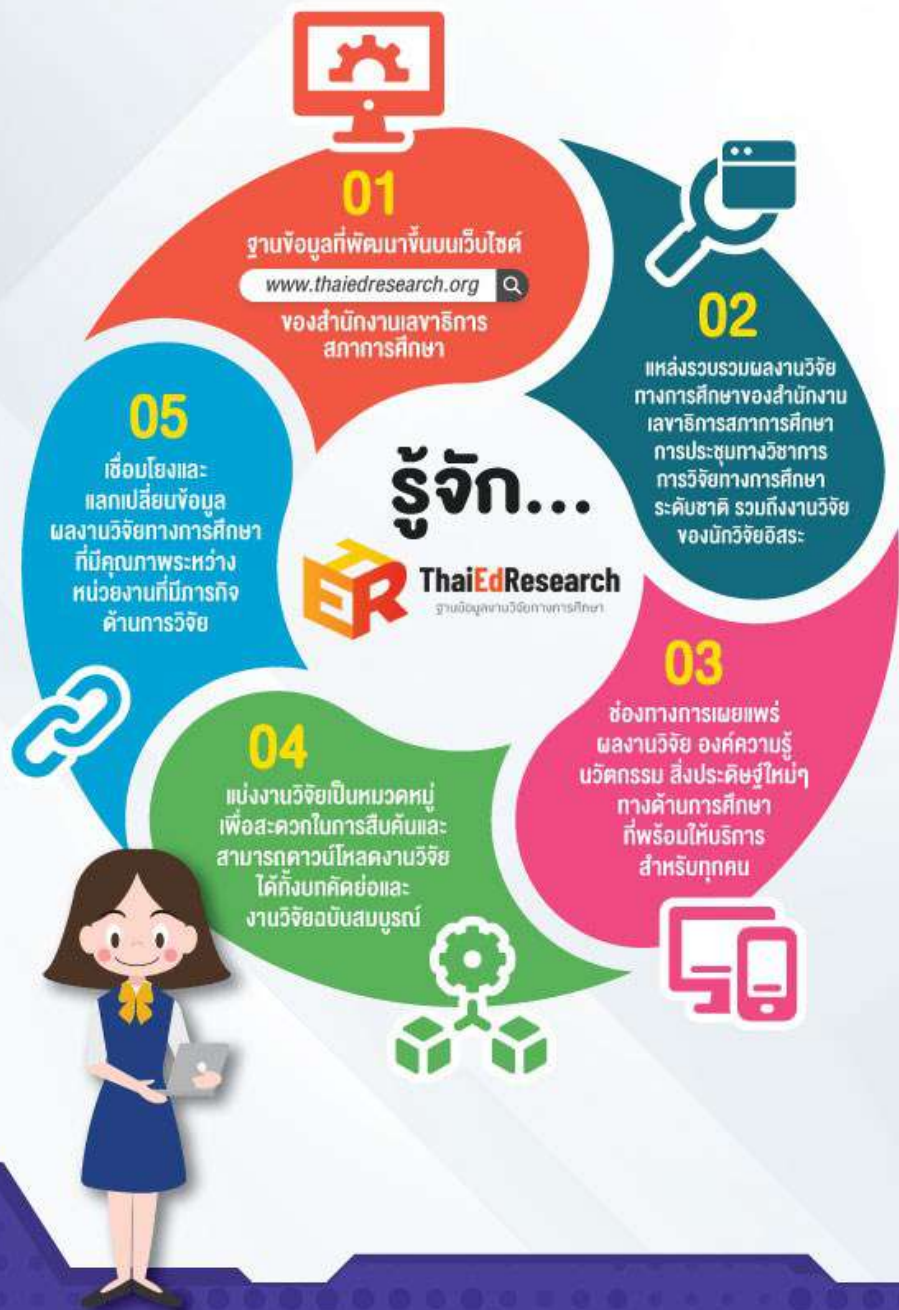 รู้จัก...
TER
ThaiEdResearch
ฐานข้อมูลงานวิจัยทางการศึกษา
01
ฐานข้อมูลที่พัฒนาขึ้นบนเว็บไซต์
www.thaiedresearch.org
ของสำนักงานเลขาธิการ
สภาการศึกษา
02
แหล่งรวบรวมผลงานวิจัย
ทางการศึกษาของสำนักงาน
เลขาธิการสภาการศึกษา
การประชุมทางวิชาการ
การวิจัยทางการศึกษา
ระดับชาติ รวมถึงงานวิจัย
ของนักวิจัยอิสระ
03
ช่องทางการเผยแพร่
ผลงานวิจัย องค์ความรู้
นวัตกรรม สิ่งประดิษฐ์ใหม่ๆ
ทางด้านการศึกษา
ที่พร้อมให้บริการ
สำหรับทุกคน
04
แบ่งงานวิจัยเป็นหมวดหมู่
เพื่อสะดวกในการสืบค้นและ
สามารถดาวน์โหลดงานวิจัย
ได้ทั้งบทคัดย่อและ
งานวิจัยฉบับสมบูรณ์
05
เชื่อมโยงและ
แลกเปลี่ยนข้อมูล
ผลงานวิจัยทางการศึกษา
ที่มีคุณภาพระหว่าง
หน่วยงานที่มีภารกิจ
ด้านการวิจัย